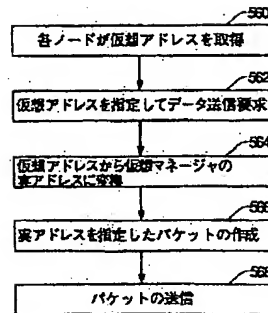 560
各ノードが仮想アドレスを取得
562
仮想アドレスを指定してデータ送信要求
564
仮想アドレスから仮想マネージャの
実アドレスに変換
566
実アドレスを指定したパケットの作成
568
パケットの送信